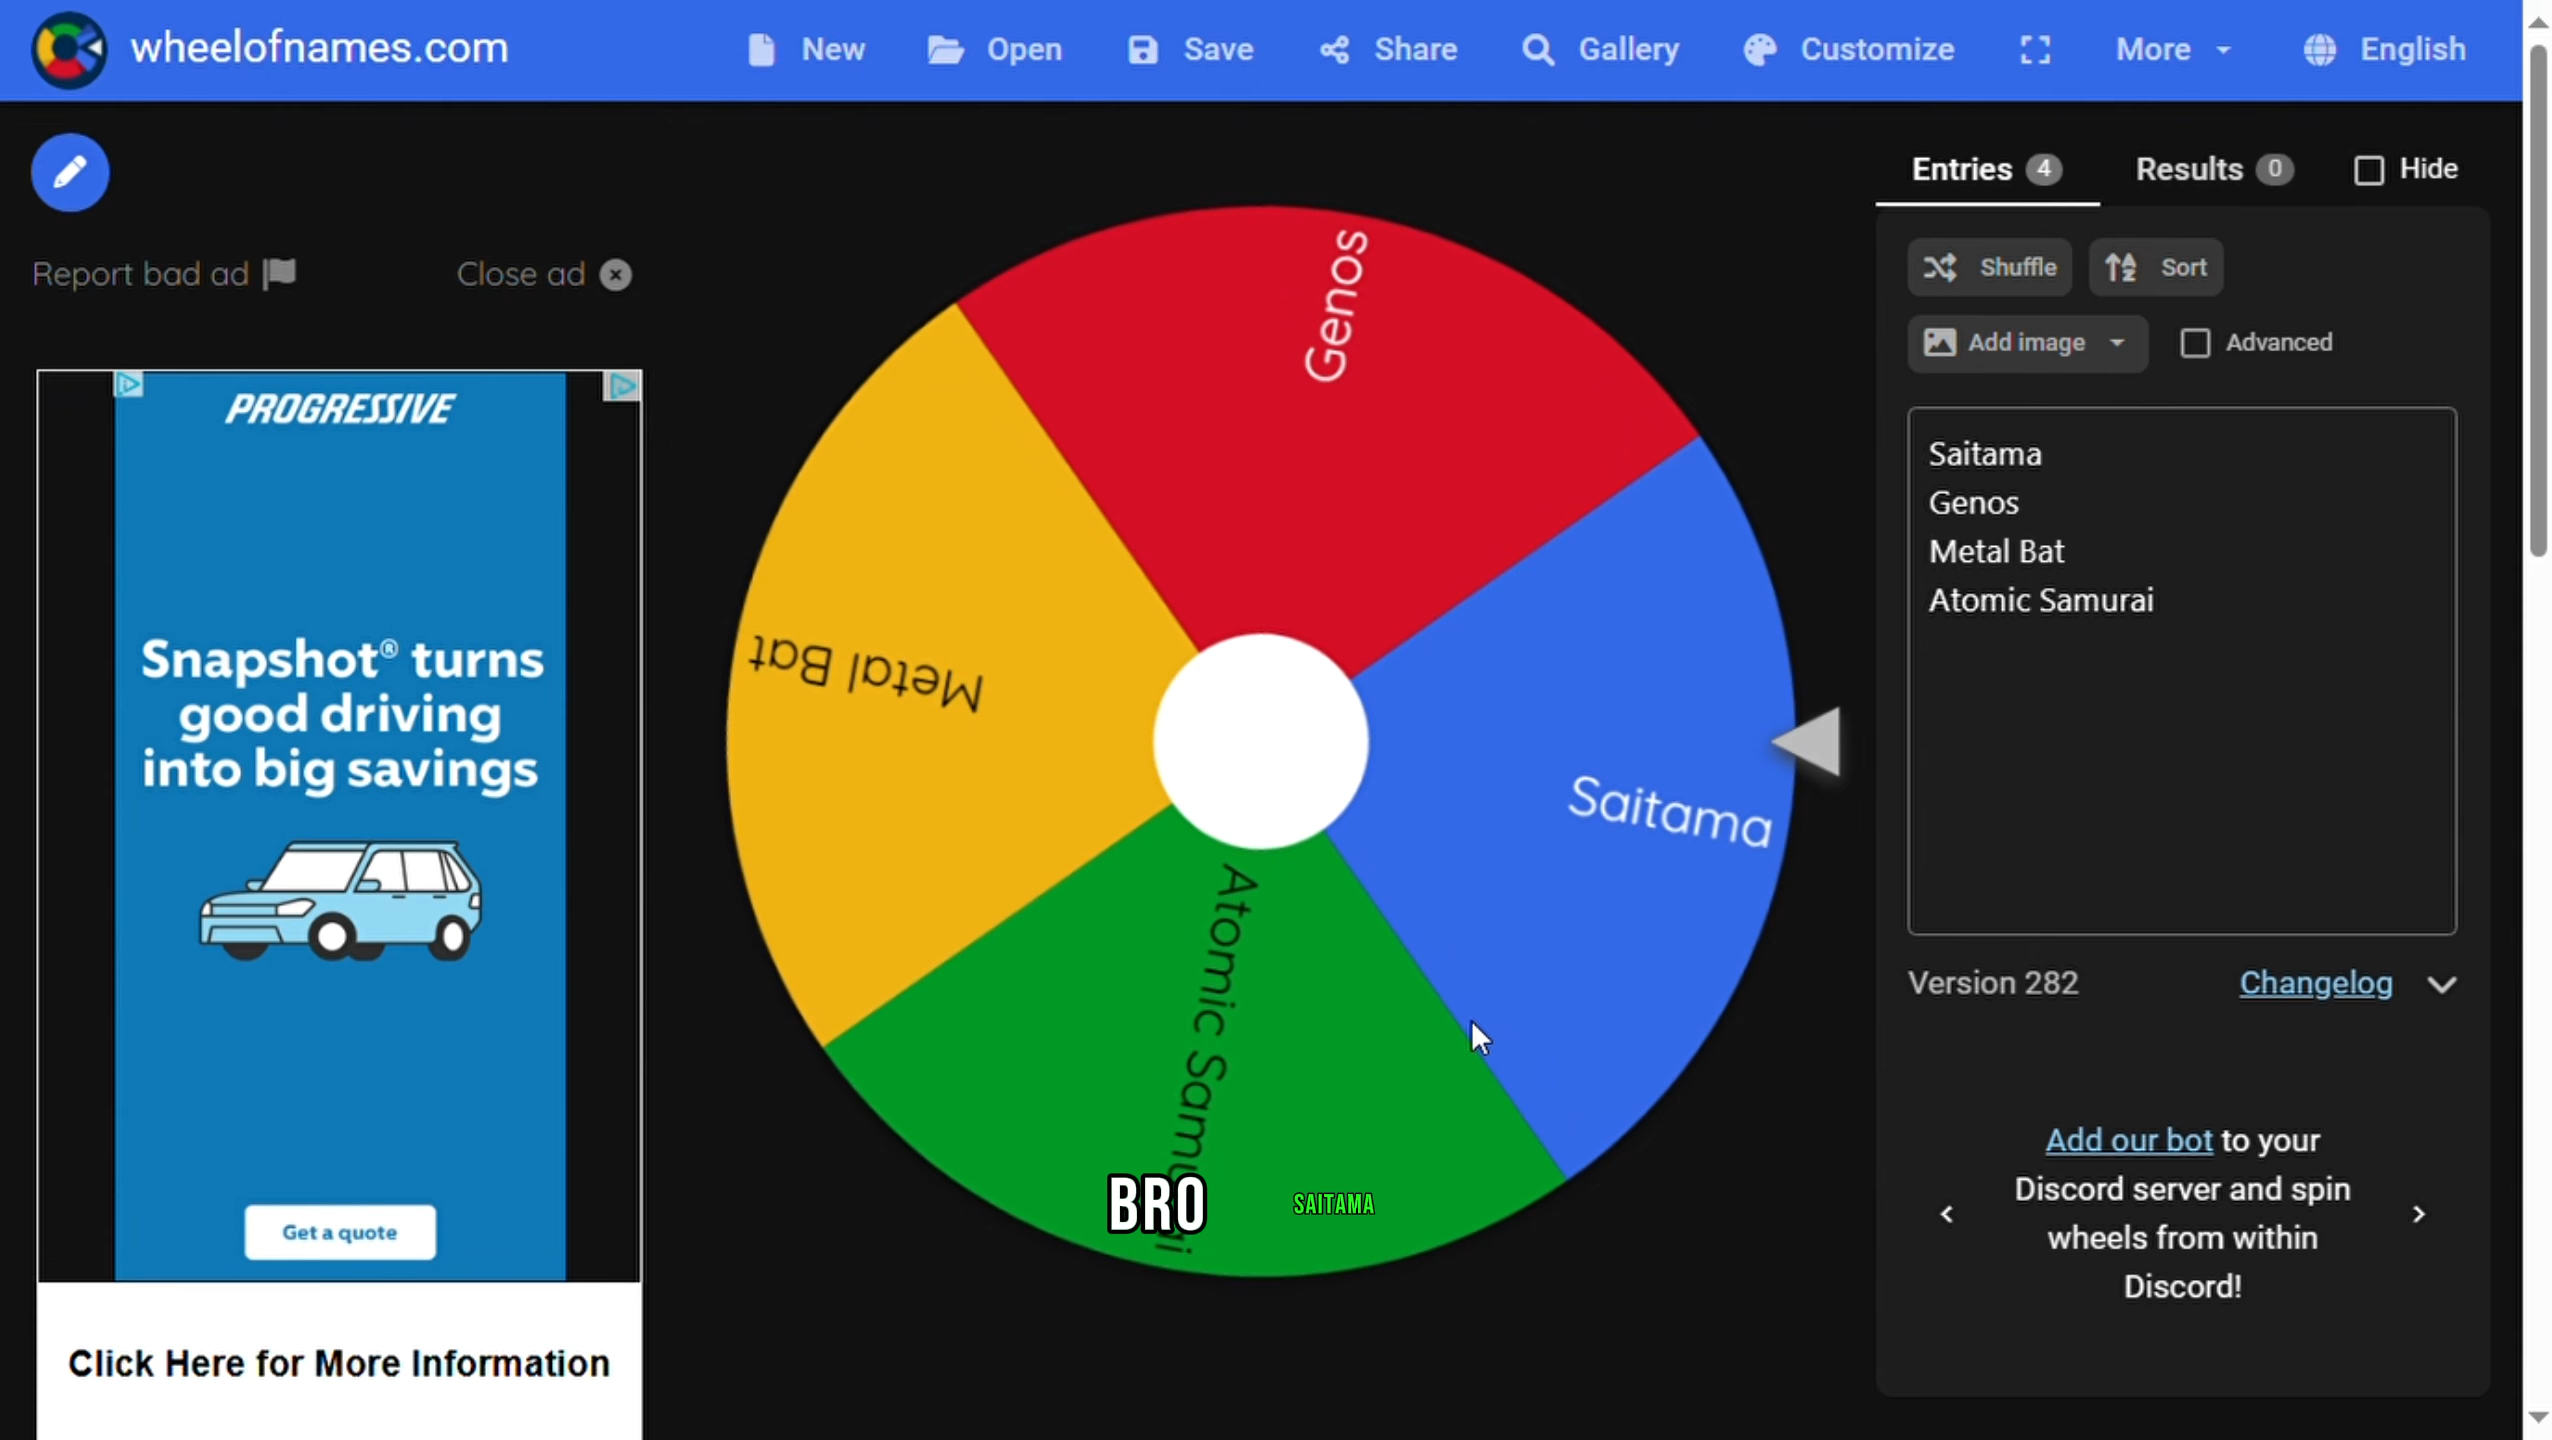 wheelofnames.com
New
Open
Save
Share
Gallery
Customize
More
English
Report bad ad
Close ad
Entries 4
Results 0
Hide
Shuffle
Sort
Add image
Advanced
PROGRESSIVE
Snapshot® turns
good driving
into big savings
Get a quote
Click Here for More Information
Genos
Metal Bat
Saitama
Atomic Samurai
BRO SAITAMA
Saitama
Genos
Metal Bat
Atomic Samurai
Version 282
Changelog
Add our bot to your
Discord server and spin
wheels from within
Discord!